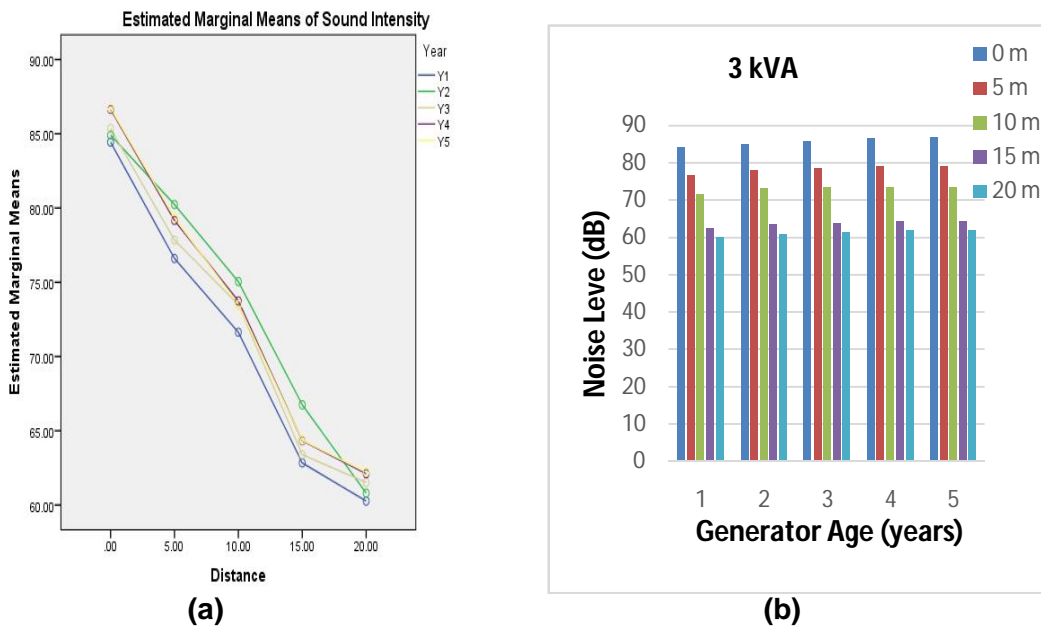 Estimated Marginal Means of Sound Intensity
Year
Y1
Y2
Y3
Y4
Y5
Estimated Marginal Means
90.00
85.00
80.00
75.00
70.00
65.00
60.00
.00
5.00
10.00
15.00
20.00
Distance
(a)
3 kVA
0 m
5 m
10 m
15 m
20 m
Noise Level (dB)
90
80
70
60
50
40
30
20
10
0
1
2
3
4
5
Generator Age (years)
(b)